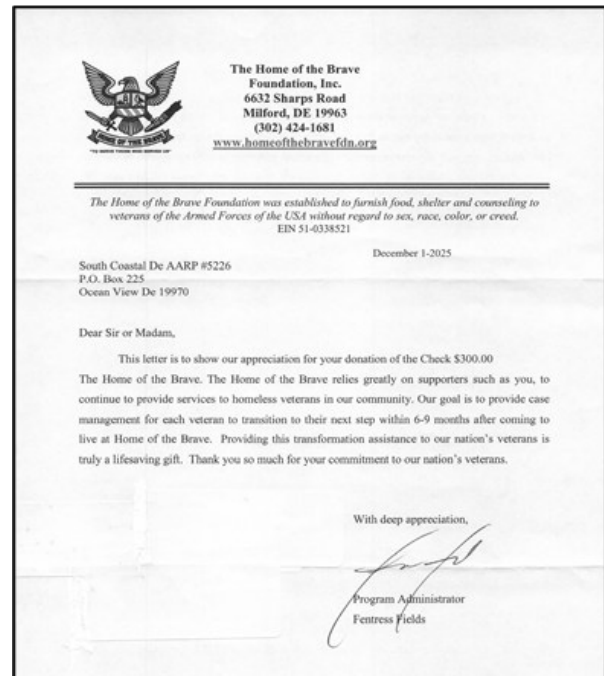 The Home of the Brave
Foundation, Inc.
6632 Sharps Road
Milford, DE 19963
(302) 424-1681
www.homeofthebravefdn.org
HOME OF THE BRAVE
The Home of the Brave Foundation was established to furnish food, shelter and counseling to
veterans of the Armed Forces of the USA without regard to sex, race, color, or creed.
EIN 51-0338521
December 1-2025
South Coastal De AARP #5226
P.O. Box 225
Ocean View De 19970
Dear Sir or Madam,
This letter is to show our appreciation for your donation of the Check $300.00
The Home of the Brave. The Home of the Brave relies greatly on supporters such as you, to
continue to provide services to homeless veterans in our community. Our goal is to provide case
management for each veteran to transition to their next step within 6-9 months after coming to
live at Home of the Brave. Providing this transformation assistance to our nation's veterans is
truly a lifesaving gift. Thank you so much for your commitment to our nation's veterans.
With deep appreciation,
Program Administrator
Fentress Fields